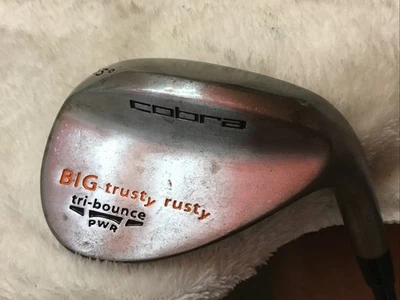 cobra
BIG trusty rusty
tri-bounce
PWR